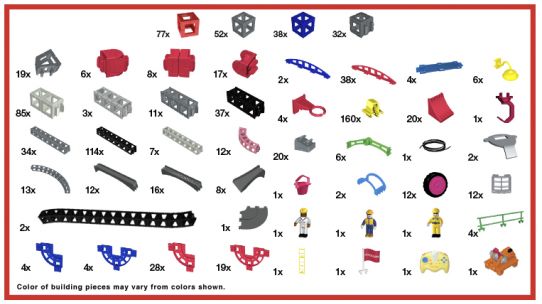 77x 52x 38x 32x
19x 6x 8x 17x 2x 38x 4x 6x
85x 3x 11x 37x 4x 160x 20x 1x
34x 114x 7x 12x 20x 6x 1x 2x
13x 12x 16x 8x 1x 2x 12x 12x
2x 1x 1x 1x 1x 4x
4x 4x 28x 19x 1x 1x 1x 1x
Color of building pieces may vary from colors shown.